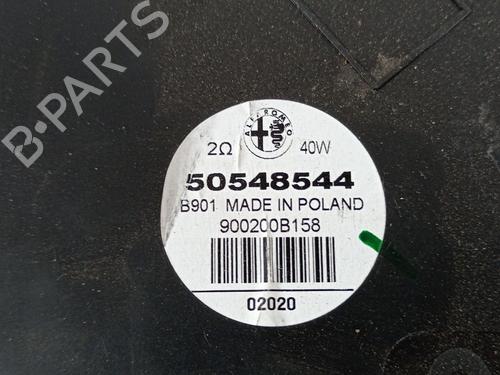 B-PARTS
ALFA ROMEO
2Ω 40W
50548544
B901 MADE IN POLAND
900200B158
02020